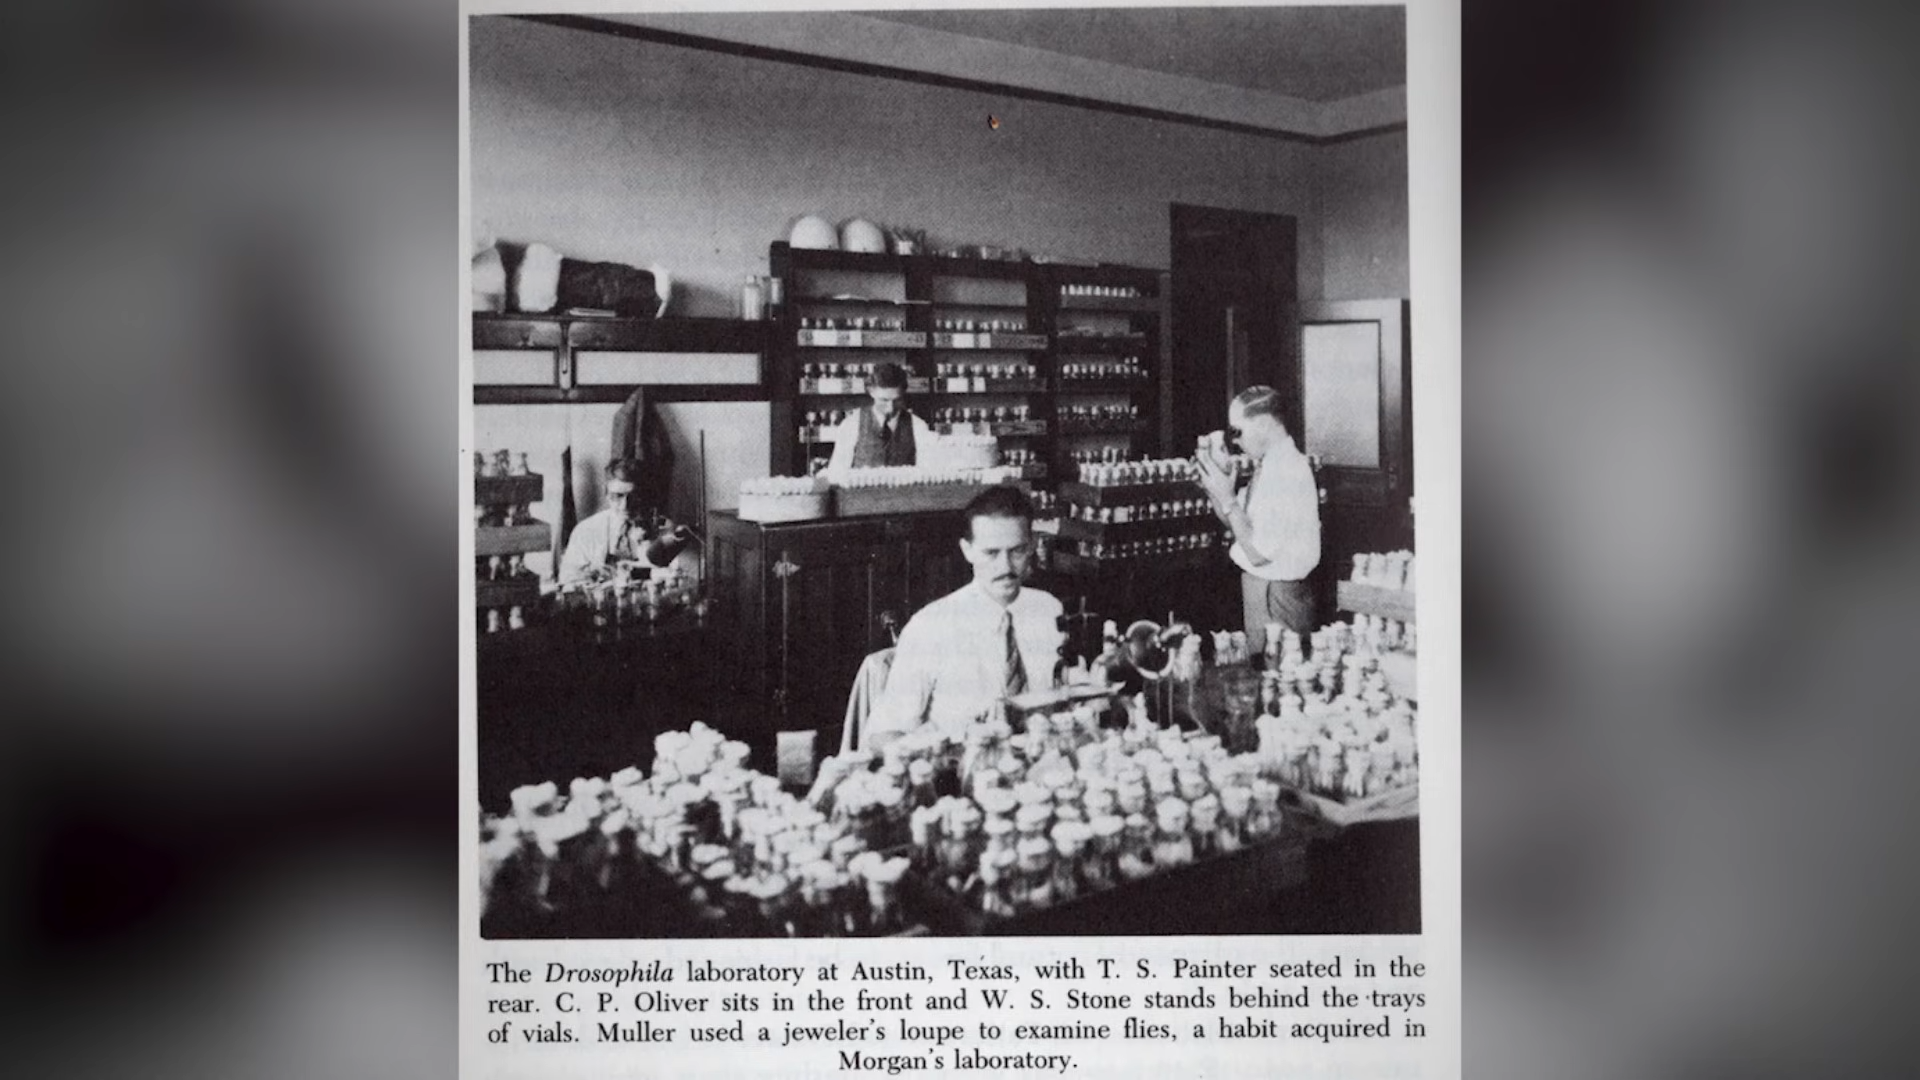 The Drosophila laboratory at Austin, Texas, with T. S. Painter seated in the
rear. C. P. Oliver sits in the front and W. S. Stone stands behind the trays
of vials. Muller used a jeweler's loupe to examine flies, a habit acquired in
Morgan's laboratory.